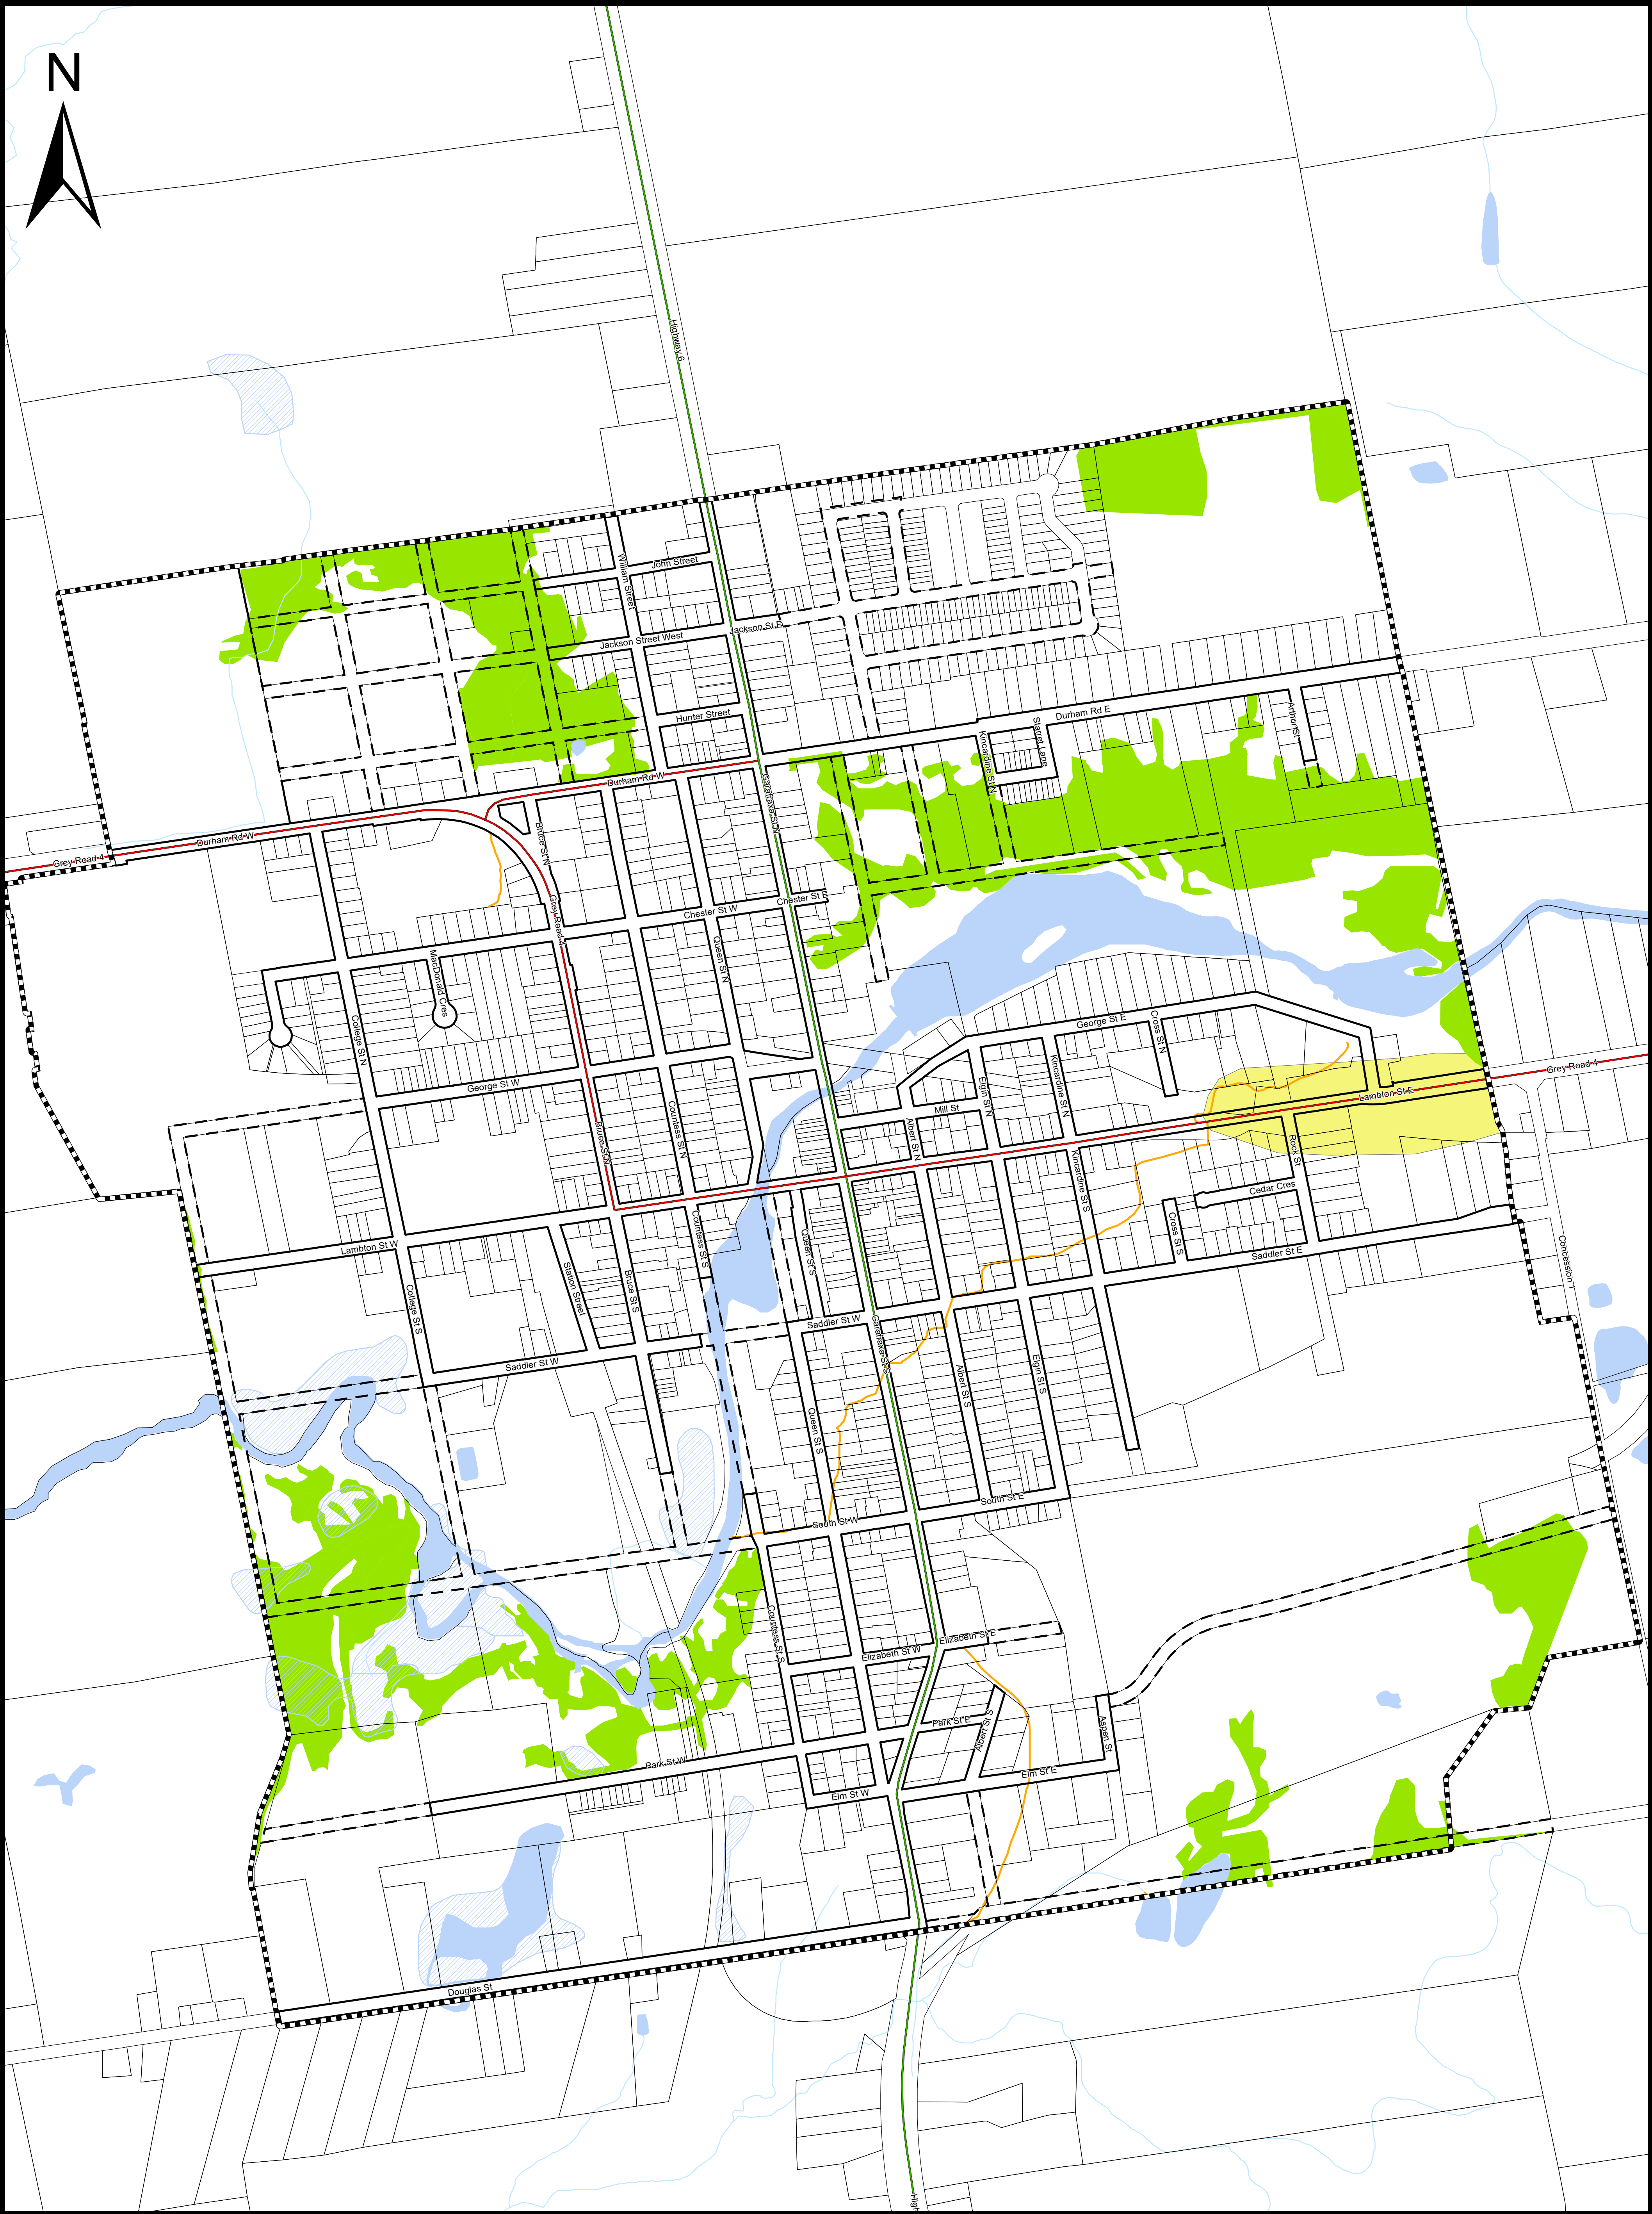 N
Highway 6
John Street
William Street
Jackson St E
Jackson Street West
Hunter Street
Durham Rd E
Arthur St
Starret Lane
Kincardine St N
Durham Rd W
Garafraxa St N
Durham Rd W
Bruce St N
Grey Road 4
Chester St E
Chester St W
Grey Road 4
Queen St N
MacDonald Cres
College St N
George St E
Cross St N
Kincardine St N
Elgin St N
Grey Road 4
George St W
Lambton St E
Mill St
Countess St N
Albert St N
Bruce St N
Rock St
Kincardine St S
Cedar Cres
Cross St S
Countess St S
Queen St S
Lambton St W
Saddler St E
Concession
Station Street
Bruce St S
College St S
Saddler St W
Garafraxa St S
Saddler St W
Albert St S
Elgin St S
Queen St S
South St E
South St W
Countess St S
Elizabeth St E
Elizabeth St W
Park St E
Albert St S
Aspen St
Park St W
Elm St E
Elm St W
Douglas St
High